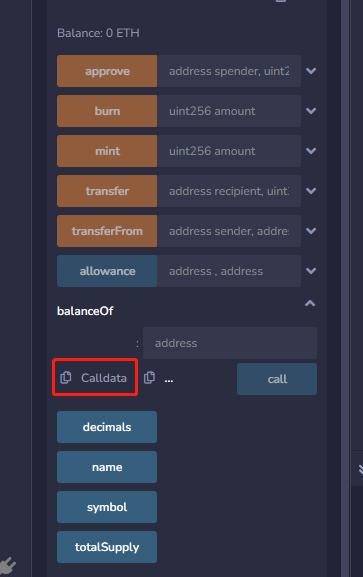 Balance: 0 ETH
approve address spender, uint2
burn uint256 amount
mint uint256 amount
transfer address recipient, uint
transferFrom address sender, addre
allowance address , address
balanceOf
: address
Calldata ... call
decimals
name
symbol
totalSupply